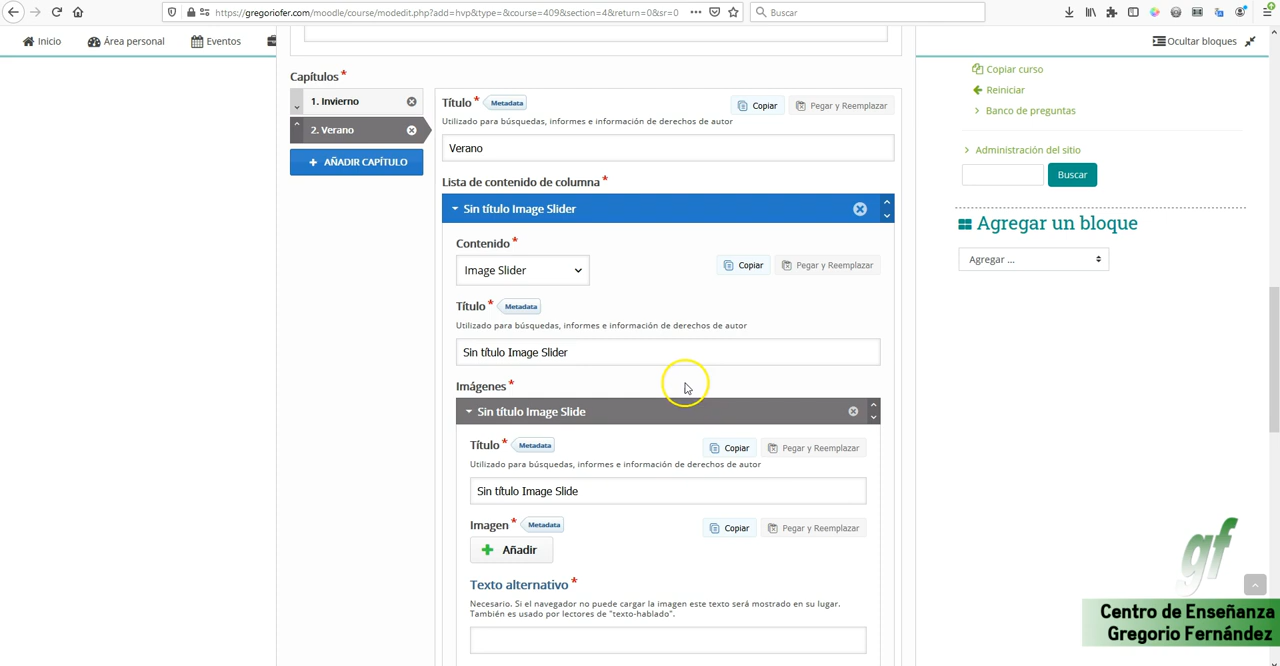 https://gregoriofer.com/moodle/course/modedit.php?add=hvp&type=&course=409&section=4&return=0&sr=0
Buscar
Inicio
Área personal
Eventos
Ocultar bloques
Capítulos *
1. Invierno
2. Verano
+ AÑADIR CAPÍTULO
Título * Metadata
Copiar
Pegar y Reemplazar
Utilizado para búsquedas, informes e información de derechos de autor
Verano
Lista de contenido de columna *
Sin título Image Slider
Contenido *
Image Slider
Copiar
Pegar y Reemplazar
Título * Metadata
Utilizado para búsquedas, informes e información de derechos de autor
Sin título Image Slider
Imágenes *
Sin título Image Slide
Título * Metadata
Copiar
Pegar y Reemplazar
Utilizado para búsquedas, informes e información de derechos de autor
Sin título Image Slide
Imagen * Metadata
Copiar
Pegar y Reemplazar
Añadir
Texto alternativo *
Necesario. Si el navegador no puede cargar la imagen este texto será mostrado en su lugar.
También es usado por lectores de "texto-hablado".
Copiar curso
Reiniciar
Banco de preguntas
Administración del sitio
Buscar
Agregar un bloque
Agregar ...
gf
Centro de Enseñanza
Gregorio Fernández